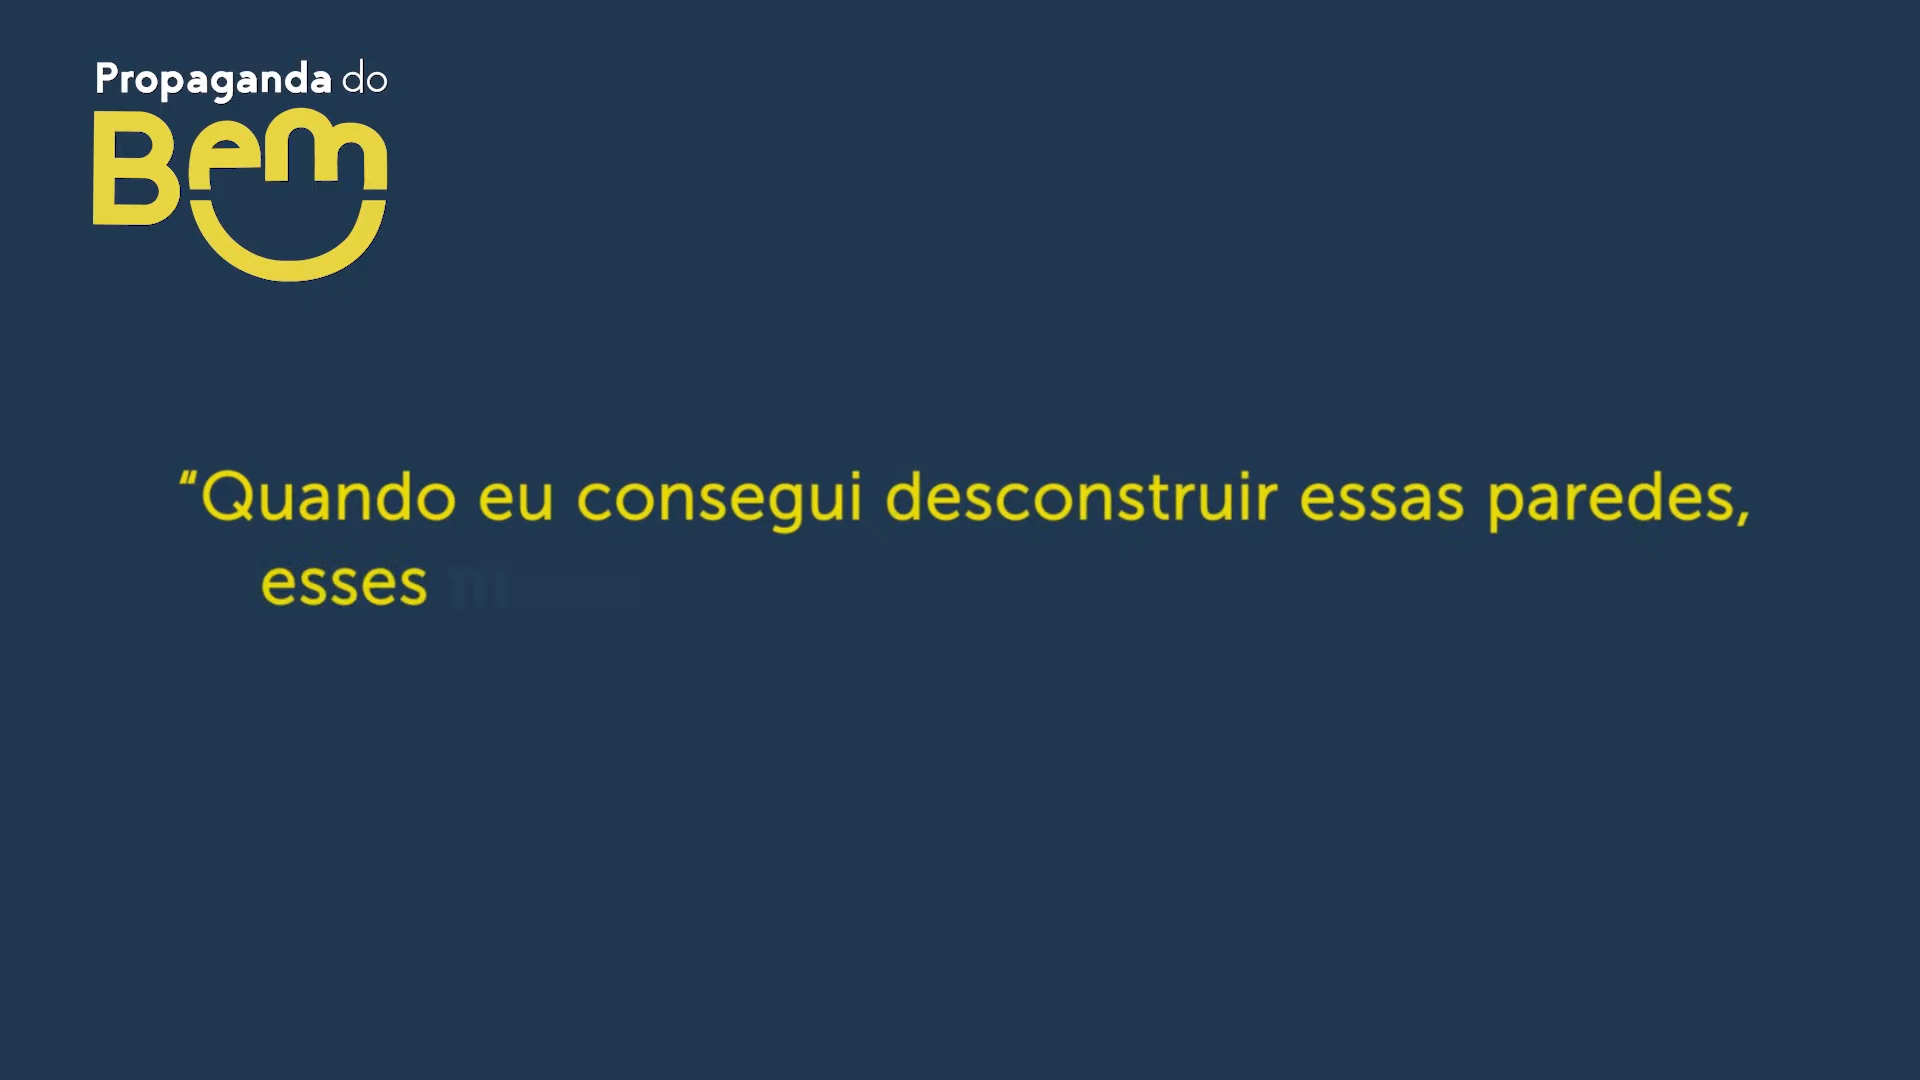 Propaganda do
Bem
“Quando eu consegui desconstruir essas paredes,
esses